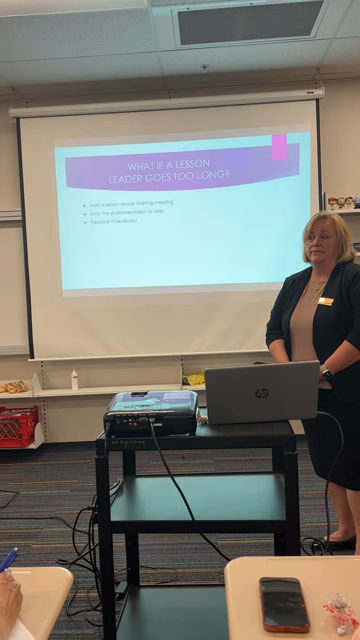 WHAT IF A LESSON
LEADER GOES TOO LONG?
Hold a lesson leader training meeting
Enlist the parliamentarian to help
Replace if necessary
hp